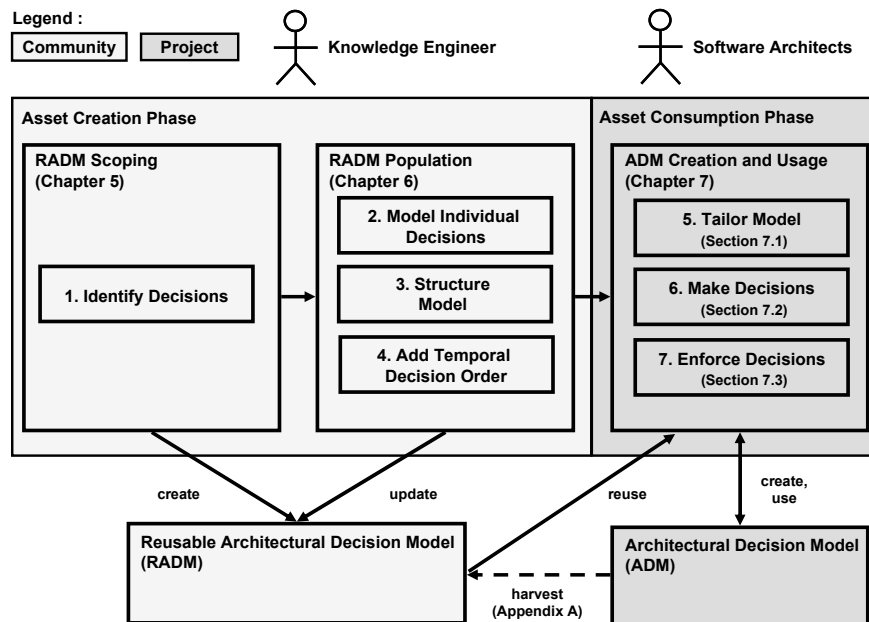 Legend :
Community
Project
Knowledge Engineer
Software Architects
Asset Creation Phase
RADM Scoping
(Chapter 5)
1. Identify Decisions
RADM Population
(Chapter 6)
2. Model Individual
Decisions
3. Structure
Model
4. Add Temporal
Decision Order
Asset Consumption Phase
ADM Creation and Usage
(Chapter 7)
5. Tailor Model
(Section 7.1)
6. Make Decisions
(Section 7.2)
7. Enforce Decisions
(Section 7.3)
create
update
reuse
create,
use
Reusable Architectural Decision Model
(RADM)
harvest
(Appendix A)
Architectural Decision Model
(ADM)